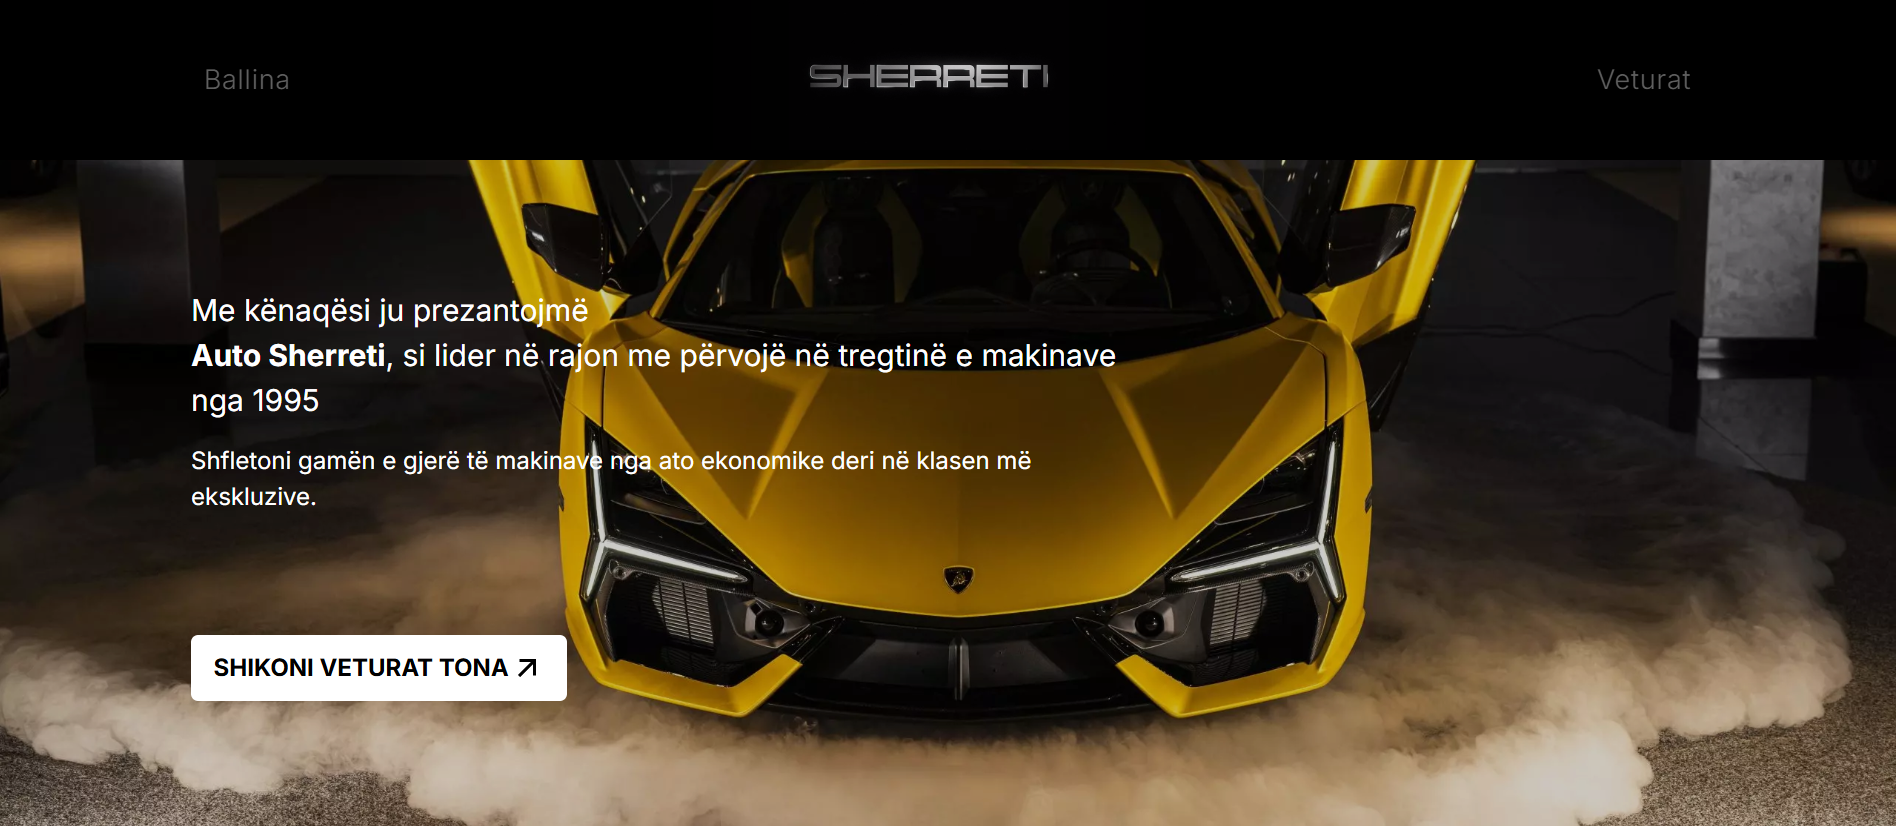 Ballina
SHERRETI
Veturat
Me kënaqësi ju prezantojmë
Auto Sherreti, si lider në rajon me përvojë në tregtinë e makinave
nga 1995
Shfletoni gamën e gjerë të makinave nga ato ekonomike deri në klasen më
ekskluzive.
SHIKONI VETURAT TONA